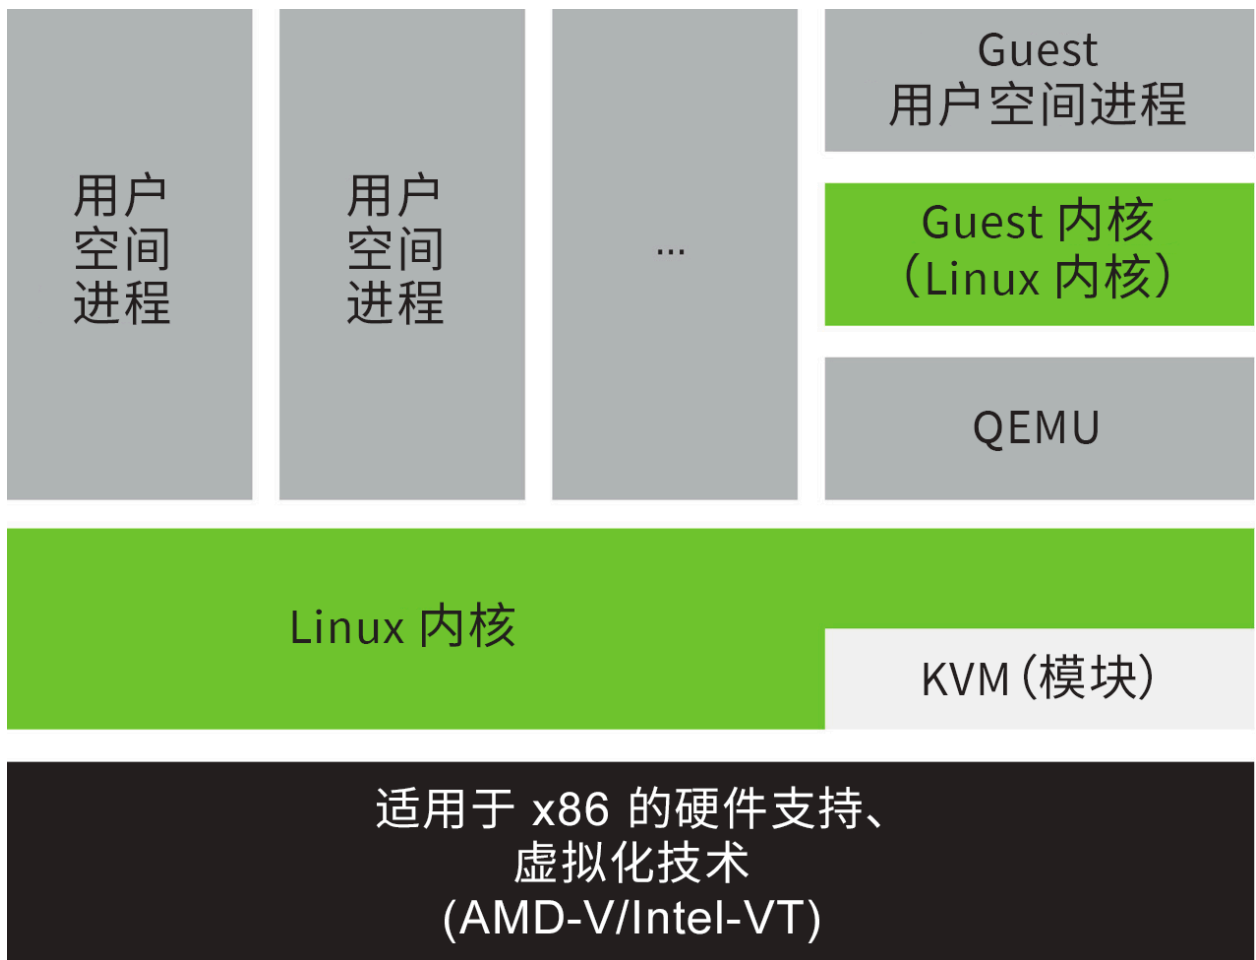 用户
空间
进程
用户
空间
进程
...
Guest
用户空间进程
Guest 内核
（Linux 内核）
QEMU
Linux 内核
KVM（模块）
适用于 x86 的硬件支持、
虚拟化技术
(AMD-V/Intel-VT)